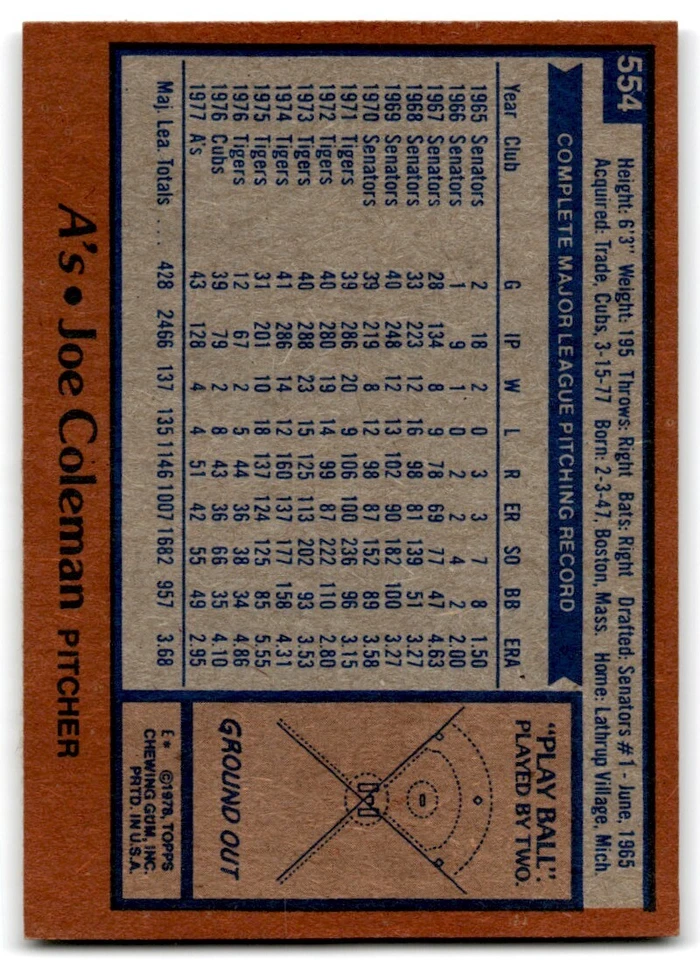 554
Height: 6'3" Weight: 195 Throws: Right Bats: Right Drafted: Senators #1 - June, 1965
Acquired: Trade, Cubs, 3-15-77 Born: 2-3-47, Boston, Mass. Home: Lathrup Village, Mich.
COMPLETE MAJOR LEAGUE PITCHING RECORD
Year Club G IP W L R ER SO BB ERA
1965 Senators 2 18 2 0 3 3 7 8 1.50
1966 Senators 1 9 1 0 2 2 4 2 2.00
1967 Senators 28 134 8 9 78 69 77 47 4.63
1968 Senators 33 223 12 16 98 81 139 51 3.27
1969 Senators 40 248 12 13 102 90 182 100 3.27
1970 Senators 39 219 8 12 98 87 152 89 3.58
1971 Tigers 39 286 20 9 106 100 236 96 3.15
1972 Tigers 40 280 19 14 99 87 222 110 2.80
1973 Tigers 40 288 23 15 125 113 202 93 3.53
1974 Tigers 41 286 14 12 160 137 177 158 4.31
1975 Tigers 31 201 10 18 137 124 125 85 5.55
1976 Tigers 12 67 2 5 44 36 38 34 4.86
1976 Cubs 39 79 2 8 43 36 66 35 4.10
1977 A's 43 128 4 4 51 42 55 49 2.95
Maj. Lea. Totals .... 428 2466 137 135 1146 1007 1682 957 3.68
"PLAY BALL":
PLAYED BY TWO.
GROUND OUT
E* ©1978, TOPPS
CHEWING GUM, INC.
PRTD. IN U.S.A.
A's • Joe Coleman PITCHER